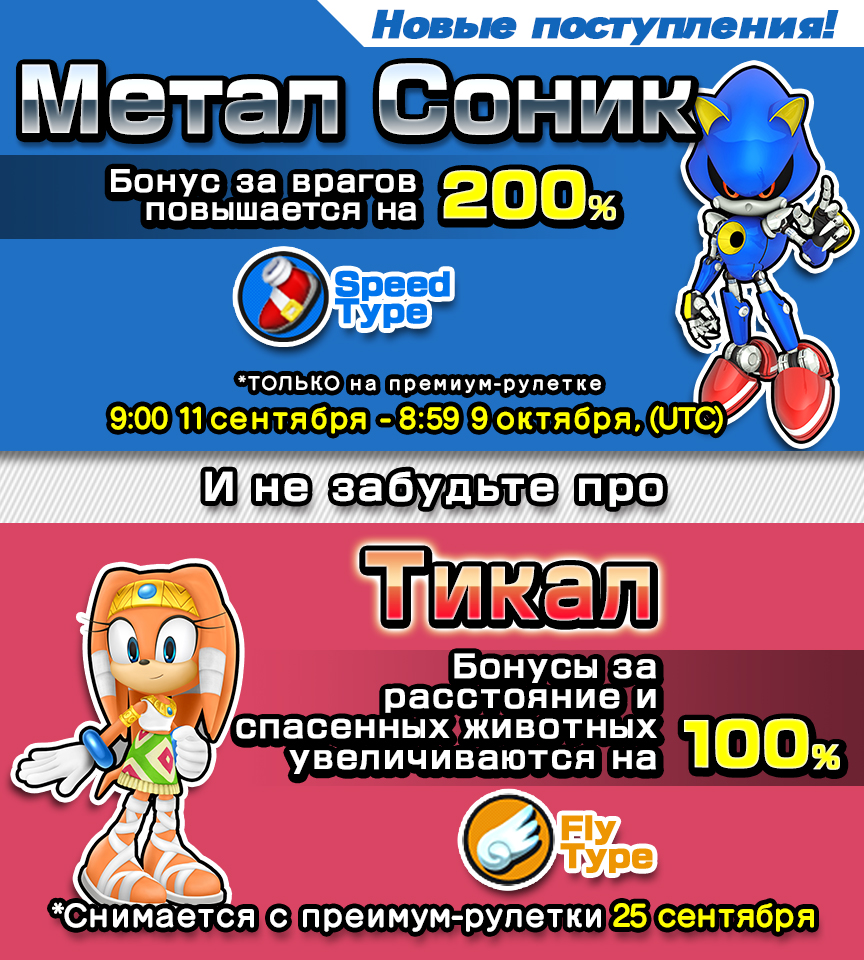 Новые поступления!
Метал Соник
Бонус за врагов
повышается на 200%
Speed
Type
*ТОЛЬКО на премиум-рулетке
9:00 11 сентября - 8:59 9 октября, (UTC)
И не забудьте про
Тикал
Бонусы за
расстояние и
спасенных животных
увеличиваются на 100%
Fly
Type
*Снимается с преимум-рулетки 25 сентября